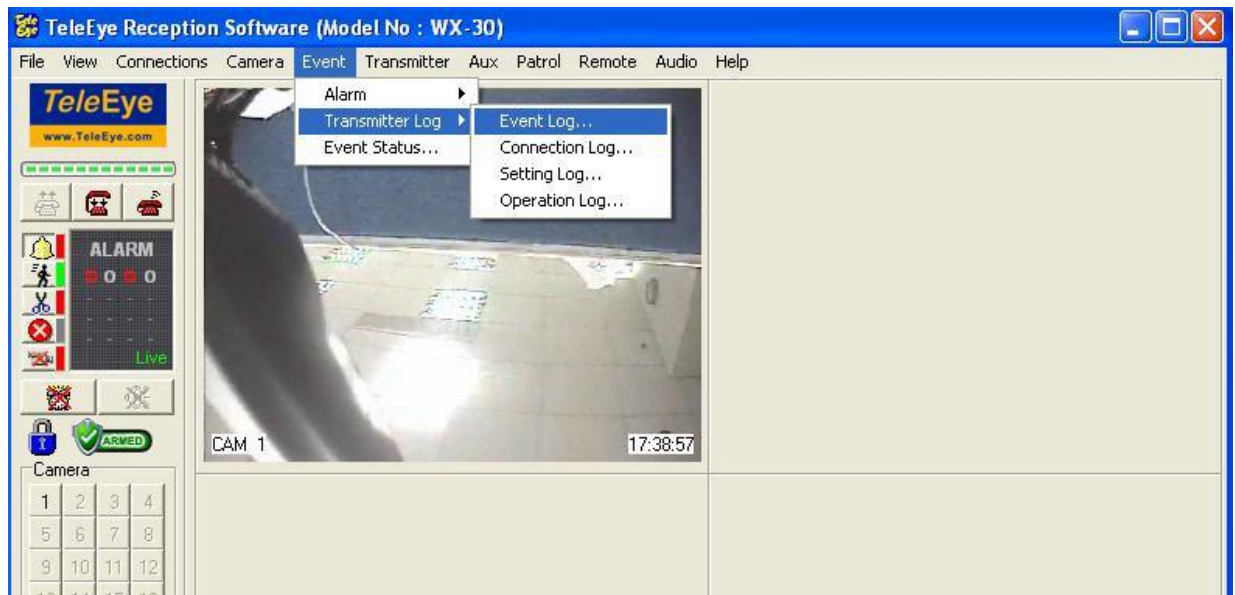 TeleEye Reception Software (Model No : WX-30)
File View Connections Camera Event Transmitter Aux Patrol Remote Audio Help
TeleEye
www.TeleEye.com
Alarm
Transmitter Log
Event Status...
Event Log...
Connection Log...
Setting Log...
Operation Log...
ALARM
0 0
Live
ARMED
CAM 1 17:38:57
Camera
1 2 3 4
5 6 7 8
9 10 11 12